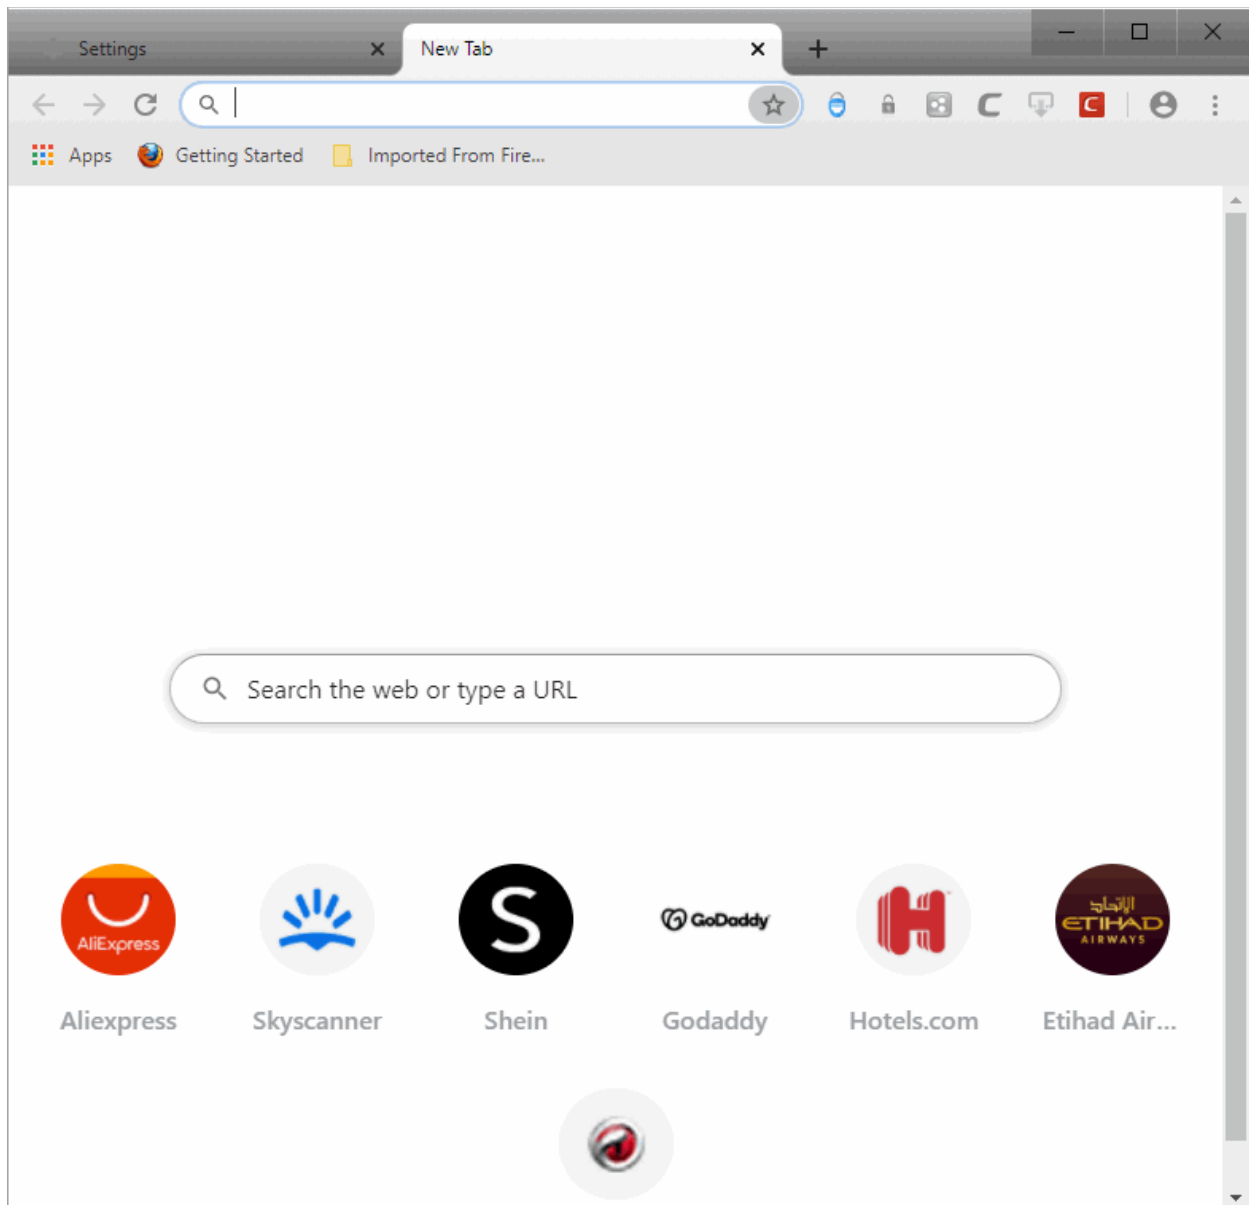 Settings
New Tab
Apps
Getting Started
Imported From Fire...
Search the web or type a URL
AliExpress
GoDaddy
الإتحاد
ETIHAD
AIRWAYS
Aliexpress
Skyscanner
Shein
Godaddy
Hotels.com
Etihad Air...